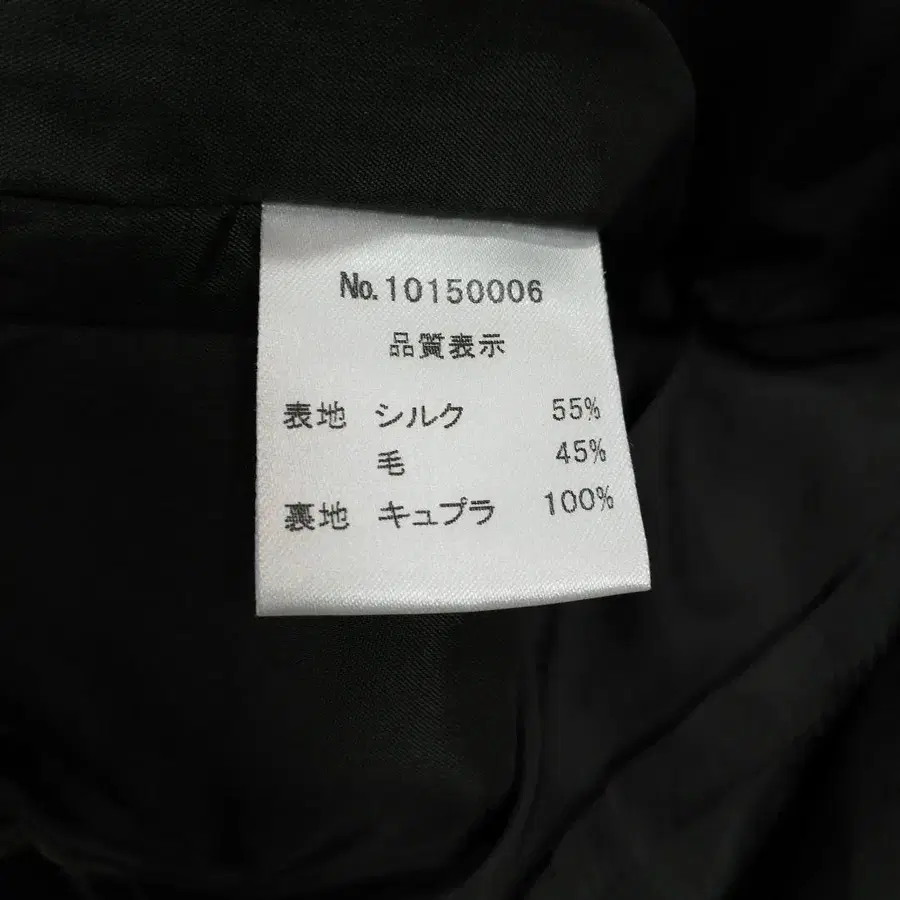 No.10150006
品質表示
表地 シルク 55%
毛 45%
裏地 キュプラ 100%